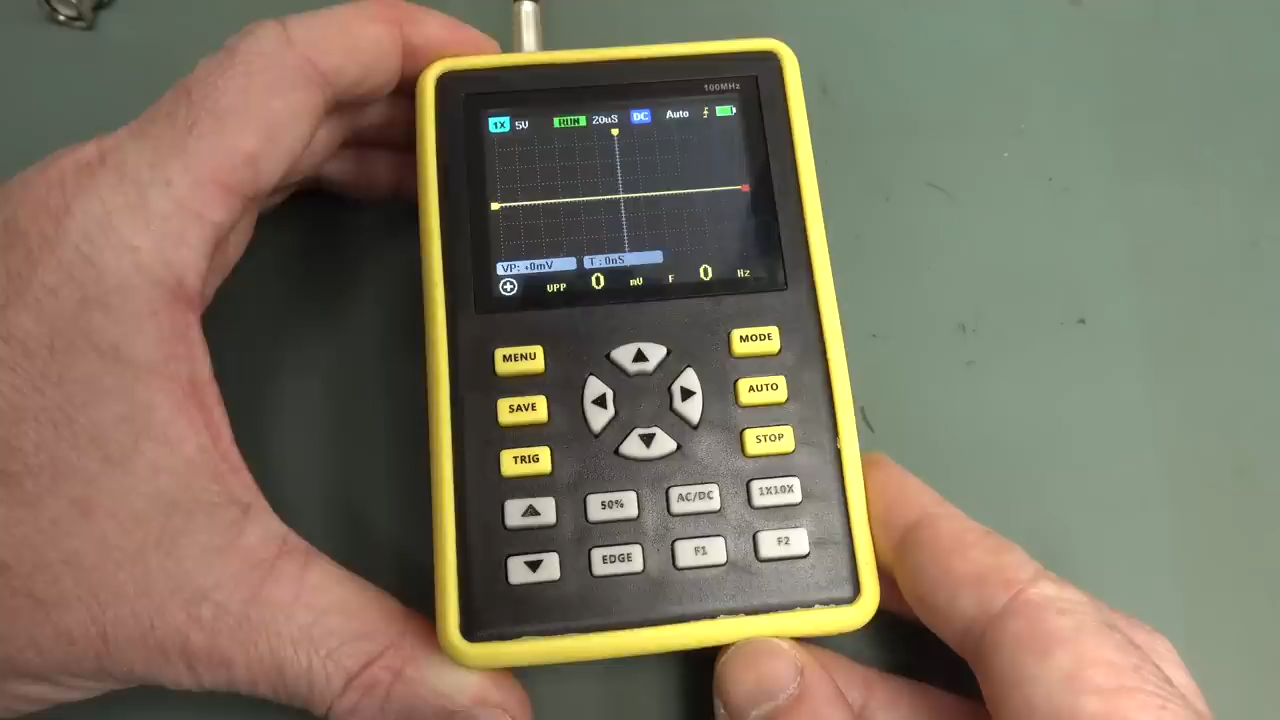 100MHz
1X 5V RUN 20uS DC Auto
VP: +0mV T:0nS
VPP 0 mV F 0 Hz
MENU MODE
SAVE AUTO
TRIG STOP
50% AC/DC 1X10X
EDGE F1 F2